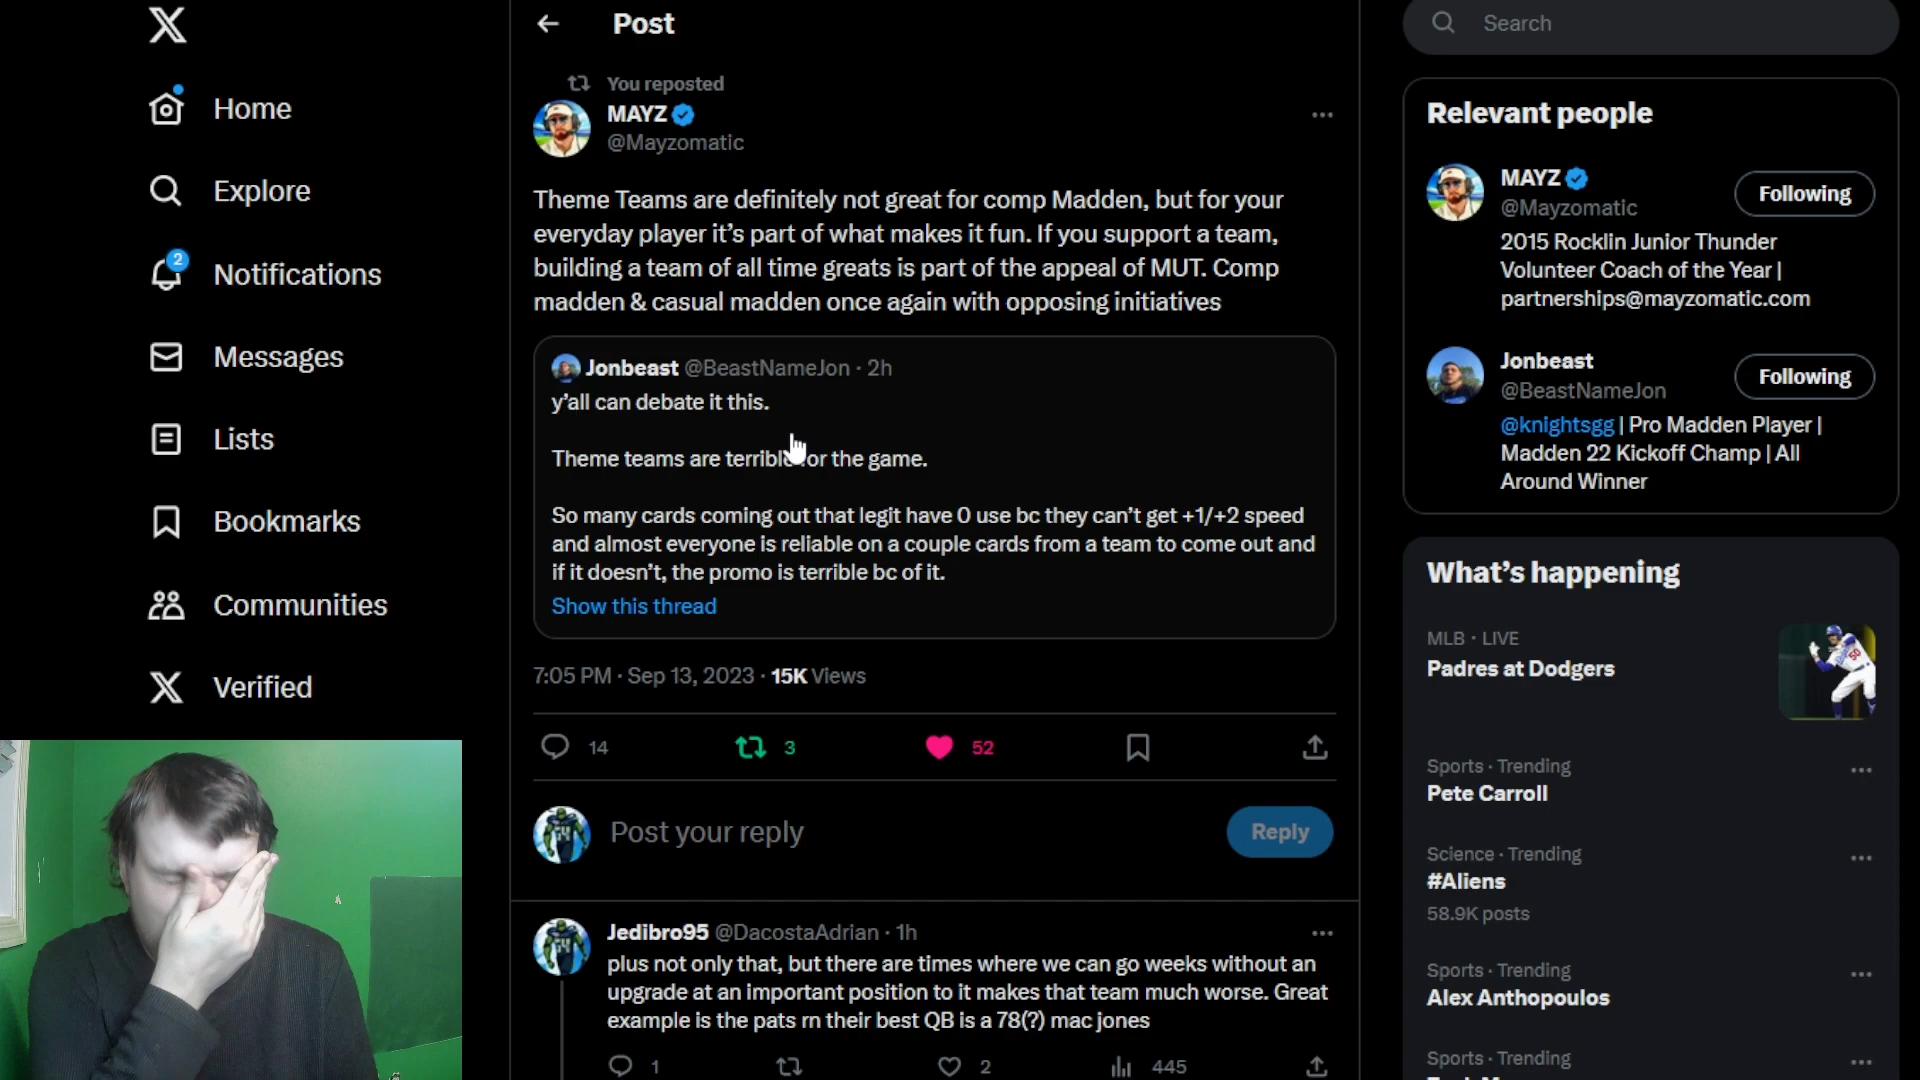 Post
Search
Home
Explore
2
Notifications
Messages
Lists
Bookmarks
Communities
Verified
You reposted
MAYZ
@Mayzomatic
Theme Teams are definitely not great for comp Madden, but for your
everyday player it’s part of what makes it fun. If you support a team,
building a team of all time greats is part of the appeal of MUT. Comp
madden & casual madden once again with opposing initiatives
Jonbeast @BeastNameJon · 2h
y’all can debate it this.
Theme teams are terrible for the game.
So many cards coming out that legit have 0 use bc they can’t get +1/+2 speed
and almost everyone is reliable on a couple cards from a team to come out and
if it doesn’t, the promo is terrible bc of it.
Show this thread
7:05 PM · Sep 13, 2023 · 15K Views
14 3 52
Post your reply
Reply
Jedibro95 @DacostaAdrian · 1h
plus not only that, but there are times where we can go weeks without an
upgrade at an important position to it makes that team much worse. Great
example is the pats rn their best QB is a 78(?) mac jones
1 2 445
Relevant people
MAYZ
@Mayzomatic
Following
2015 Rocklin Junior Thunder
Volunteer Coach of the Year |
partnerships@mayzomatic.com
Jonbeast
@BeastNameJon
Following
@knightsgg | Pro Madden Player |
Madden 22 Kickoff Champ | All
Around Winner
What’s happening
MLB · LIVE
Padres at Dodgers
50
Sports · Trending
Pete Carroll
Science · Trending
#Aliens
58.9K posts
Sports · Trending
Alex Anthopoulos
Sports · Trending